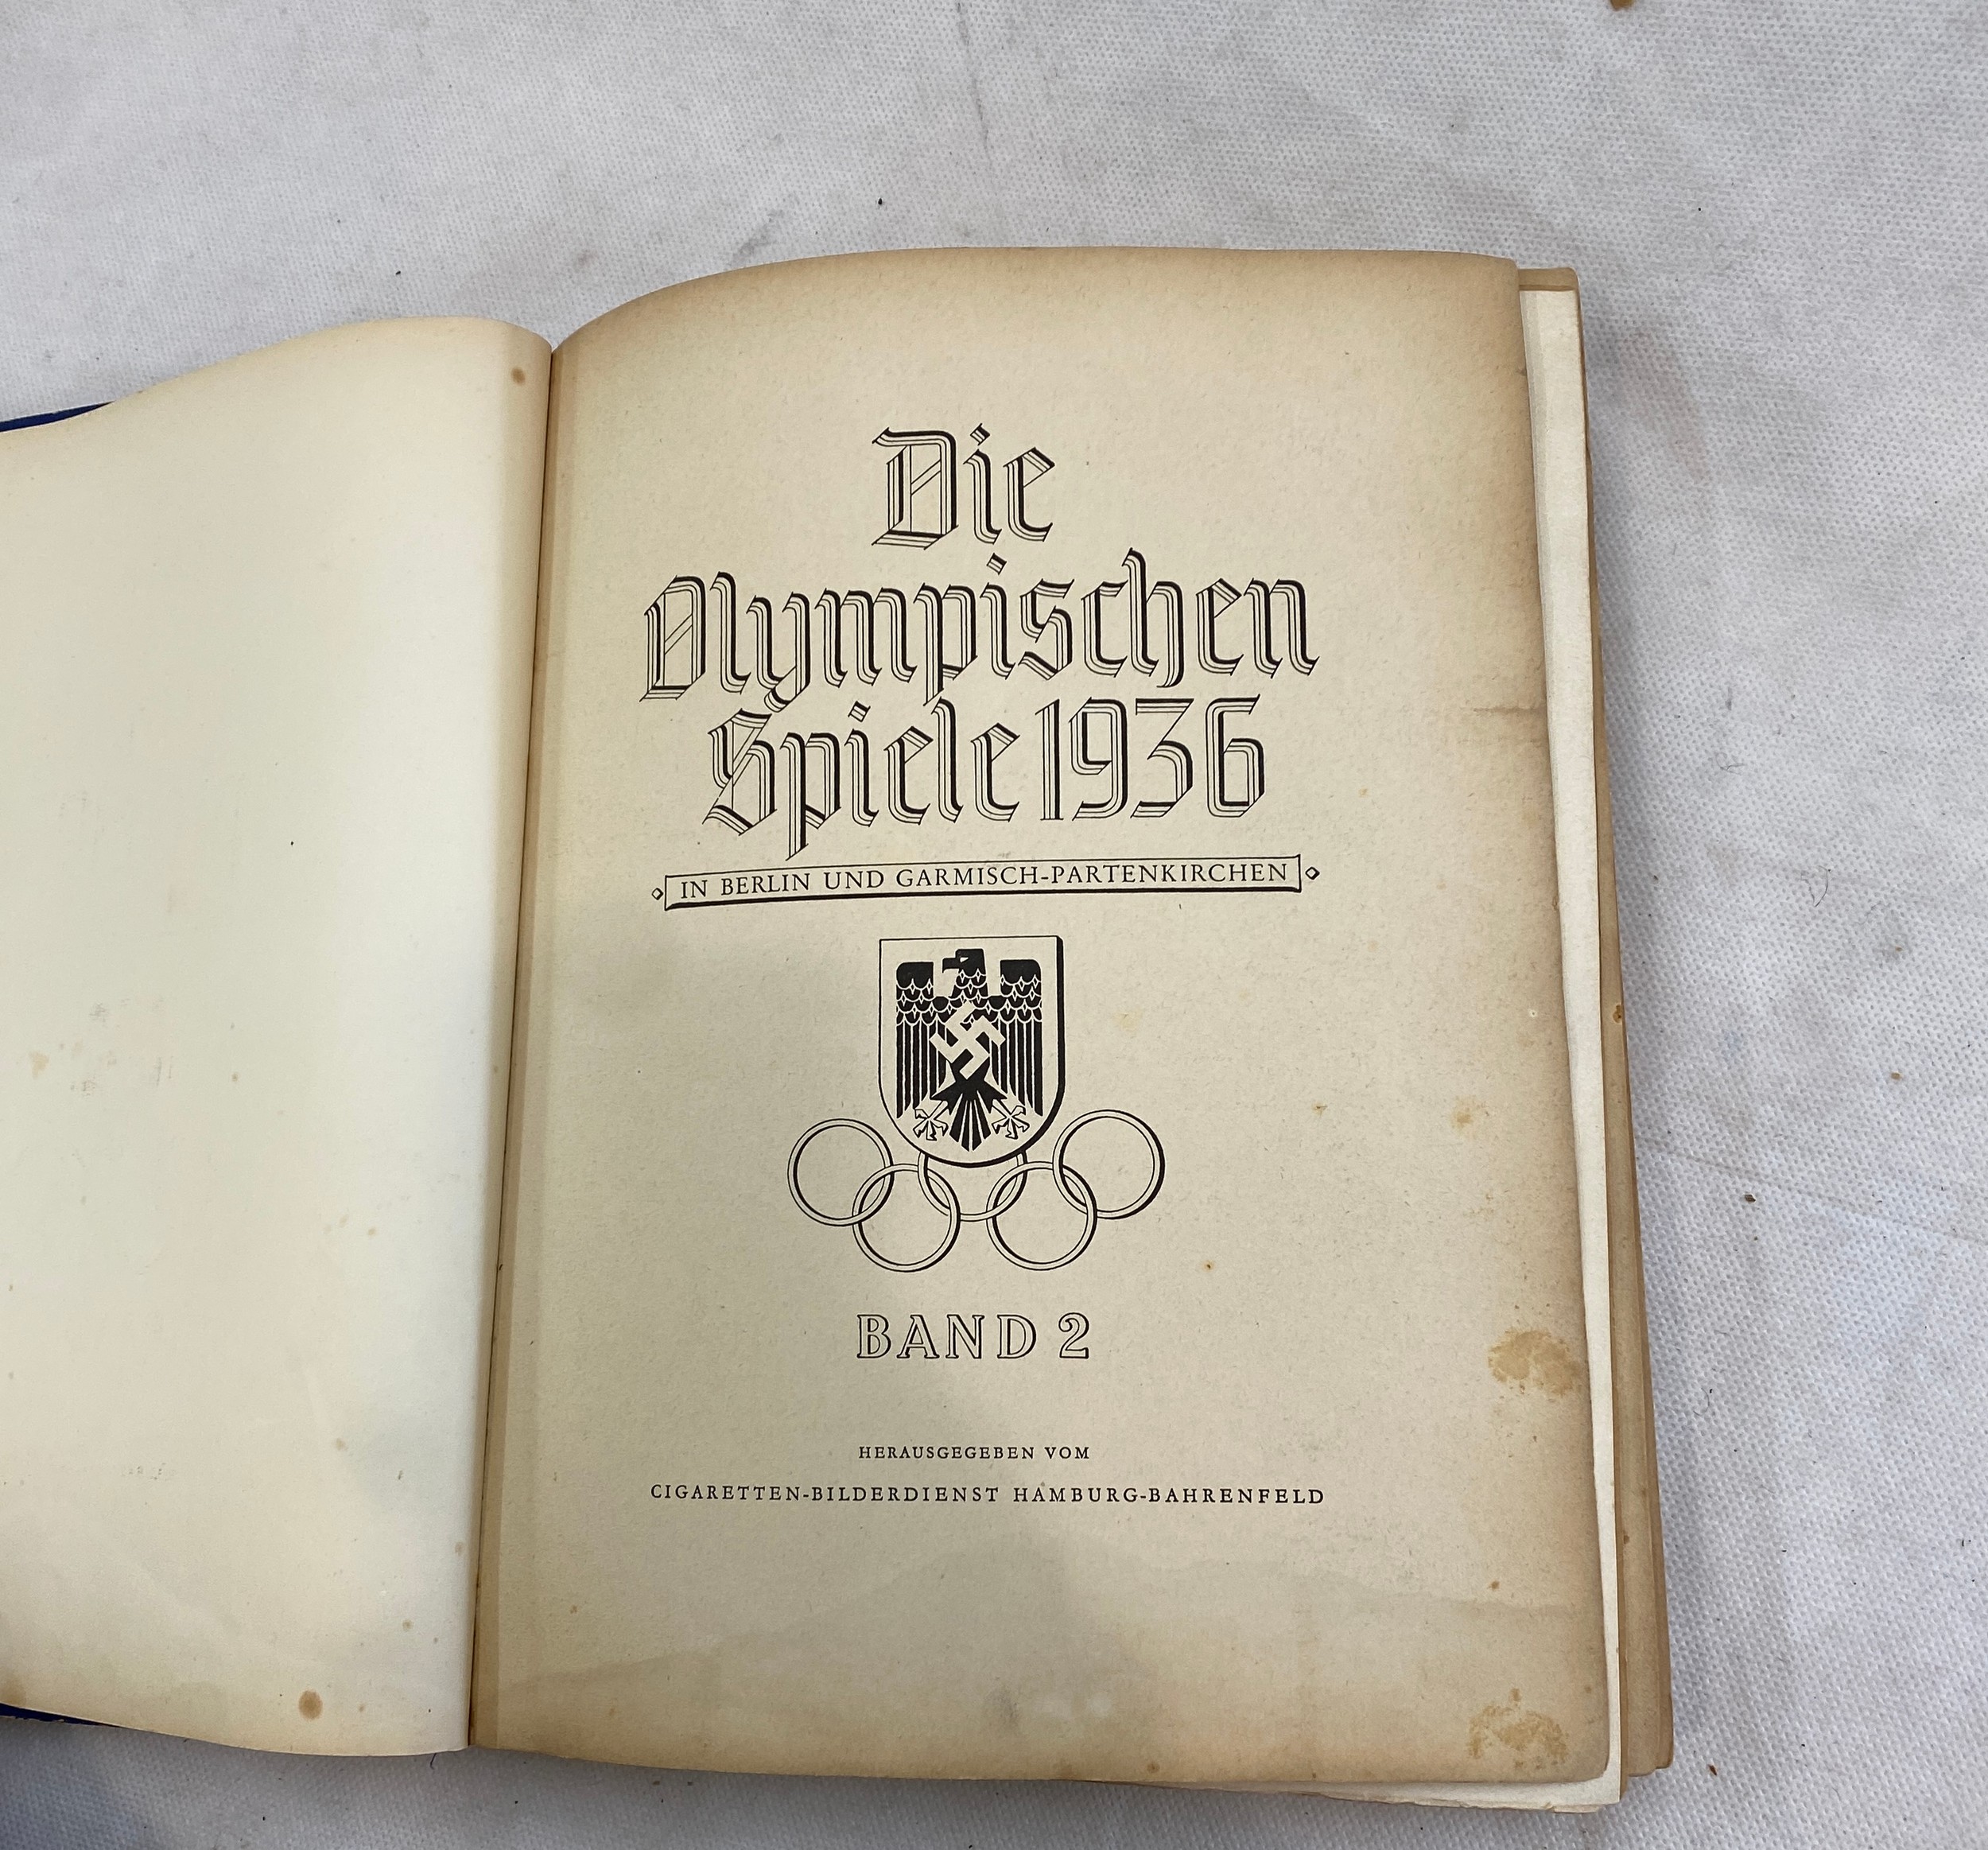 Die
Olympischen
Spiele 1936
IN BERLIN UND GARMISCH-PARTENKIRCHEN
BAND 2
HERAUSGEGEBEN VOM
CIGARETTEN-BILDERDIENST HAMBURG-BAHRENFELD